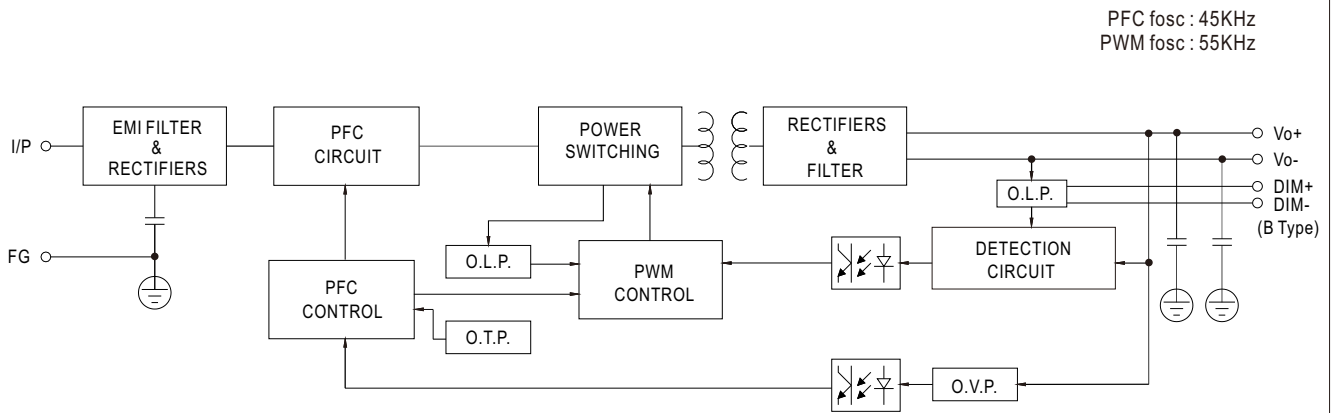 PFC fosc : 45KHz
PWM fosc : 55KHz
I/P
EMI FILTER
&
RECTIFIERS
PFC
CIRCUIT
POWER
SWITCHING
RECTIFIERS
&
FILTER
Vo+
Vo-
O.L.P.
DIM+
DIM-
(B Type)
FG
PFC
CONTROL
O.L.P.
PWM
CONTROL
DETECTION
CIRCUIT
O.T.P.
O.V.P.